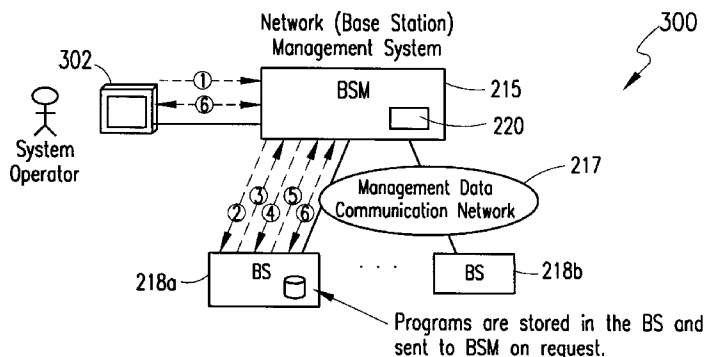 Network (Base Station)
Management System
300
302
①
⑥
BSM
215
220
System
Operator
217
Management Data
Communication Network
③
⑤
②
④
⑥
218a
BS
. . .
BS
218b
Programs are stored in the BS and
sent to BSM on request.